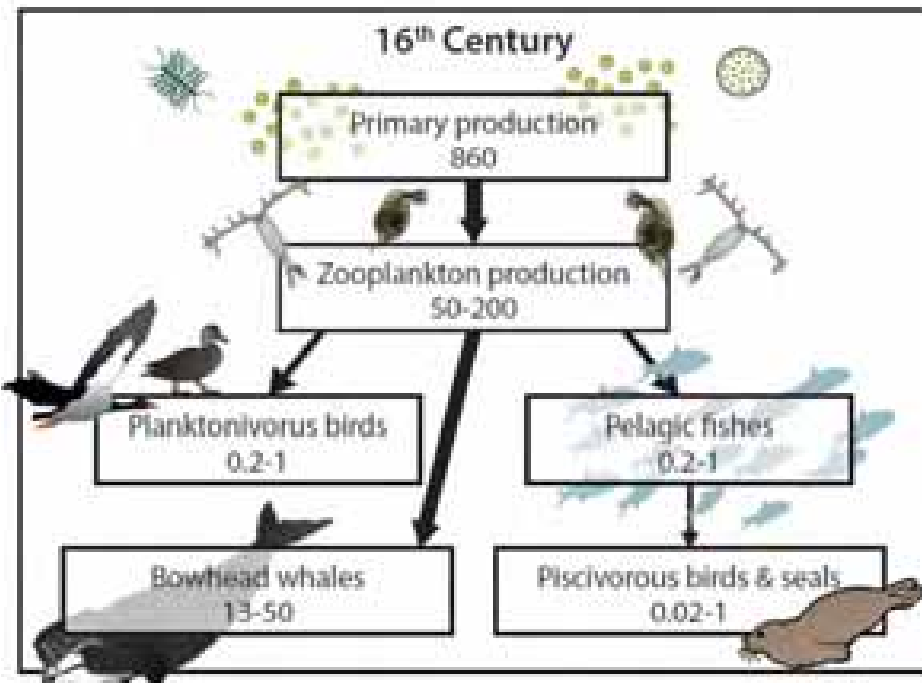 16th Century
Primary production
860
Zooplankton production
50-200
Planktonivorus birds
0.2-1
Pelagic fishes
0.2-1
Bowhead whales
13-50
Piscivorous birds & seals
0.02-1